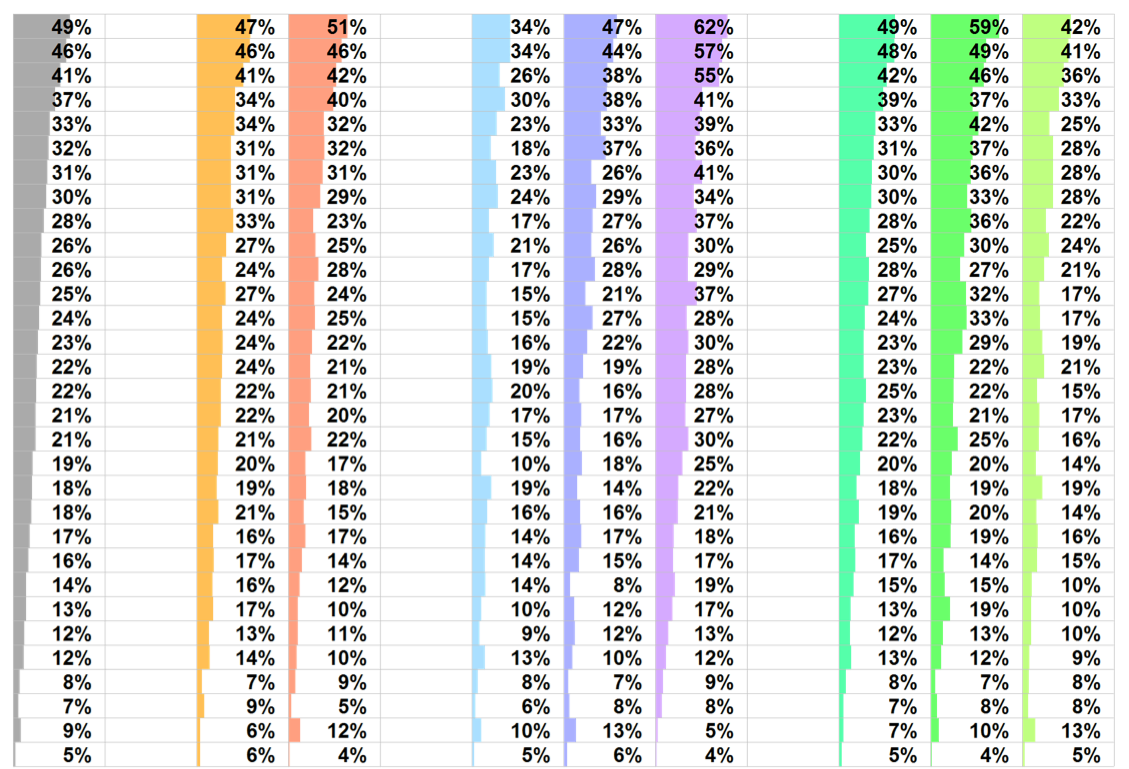 49% 47% 51% 34% 47% 62% 49% 59% 42%
46% 46% 46% 34% 44% 57% 48% 49% 41%
41% 41% 42% 26% 38% 55% 42% 46% 36%
37% 34% 40% 30% 38% 41% 39% 37% 33%
33% 34% 32% 23% 33% 39% 33% 42% 25%
32% 31% 32% 18% 37% 36% 31% 37% 28%
31% 31% 31% 23% 26% 41% 30% 36% 28%
30% 31% 29% 24% 29% 34% 30% 33% 28%
28% 33% 23% 17% 27% 37% 28% 36% 22%
26% 27% 25% 21% 26% 30% 25% 30% 24%
26% 24% 28% 17% 28% 29% 28% 27% 21%
25% 27% 24% 15% 21% 37% 27% 32% 17%
24% 24% 25% 15% 27% 28% 24% 33% 17%
23% 24% 22% 16% 22% 30% 23% 29% 19%
22% 24% 21% 19% 19% 28% 23% 22% 21%
22% 22% 21% 20% 16% 28% 25% 22% 15%
21% 22% 20% 17% 17% 27% 23% 21% 17%
21% 21% 22% 15% 16% 30% 22% 25% 16%
19% 20% 17% 10% 18% 25% 20% 20% 14%
18% 19% 18% 19% 14% 22% 18% 19% 19%
18% 21% 15% 16% 16% 21% 19% 20% 14%
17% 16% 17% 14% 17% 18% 16% 19% 16%
16% 17% 14% 14% 15% 17% 17% 14% 15%
14% 16% 12% 14% 8% 19% 15% 15% 10%
13% 17% 10% 10% 12% 17% 13% 19% 10%
12% 13% 11% 9% 12% 13% 12% 13% 10%
12% 14% 10% 13% 10% 12% 13% 12% 9%
8% 7% 9% 8% 7% 9% 8% 7% 8%
7% 9% 5% 6% 8% 8% 7% 8% 8%
9% 6% 12% 10% 13% 5% 7% 10% 13%
5% 6% 4% 5% 6% 4% 5% 4% 5%